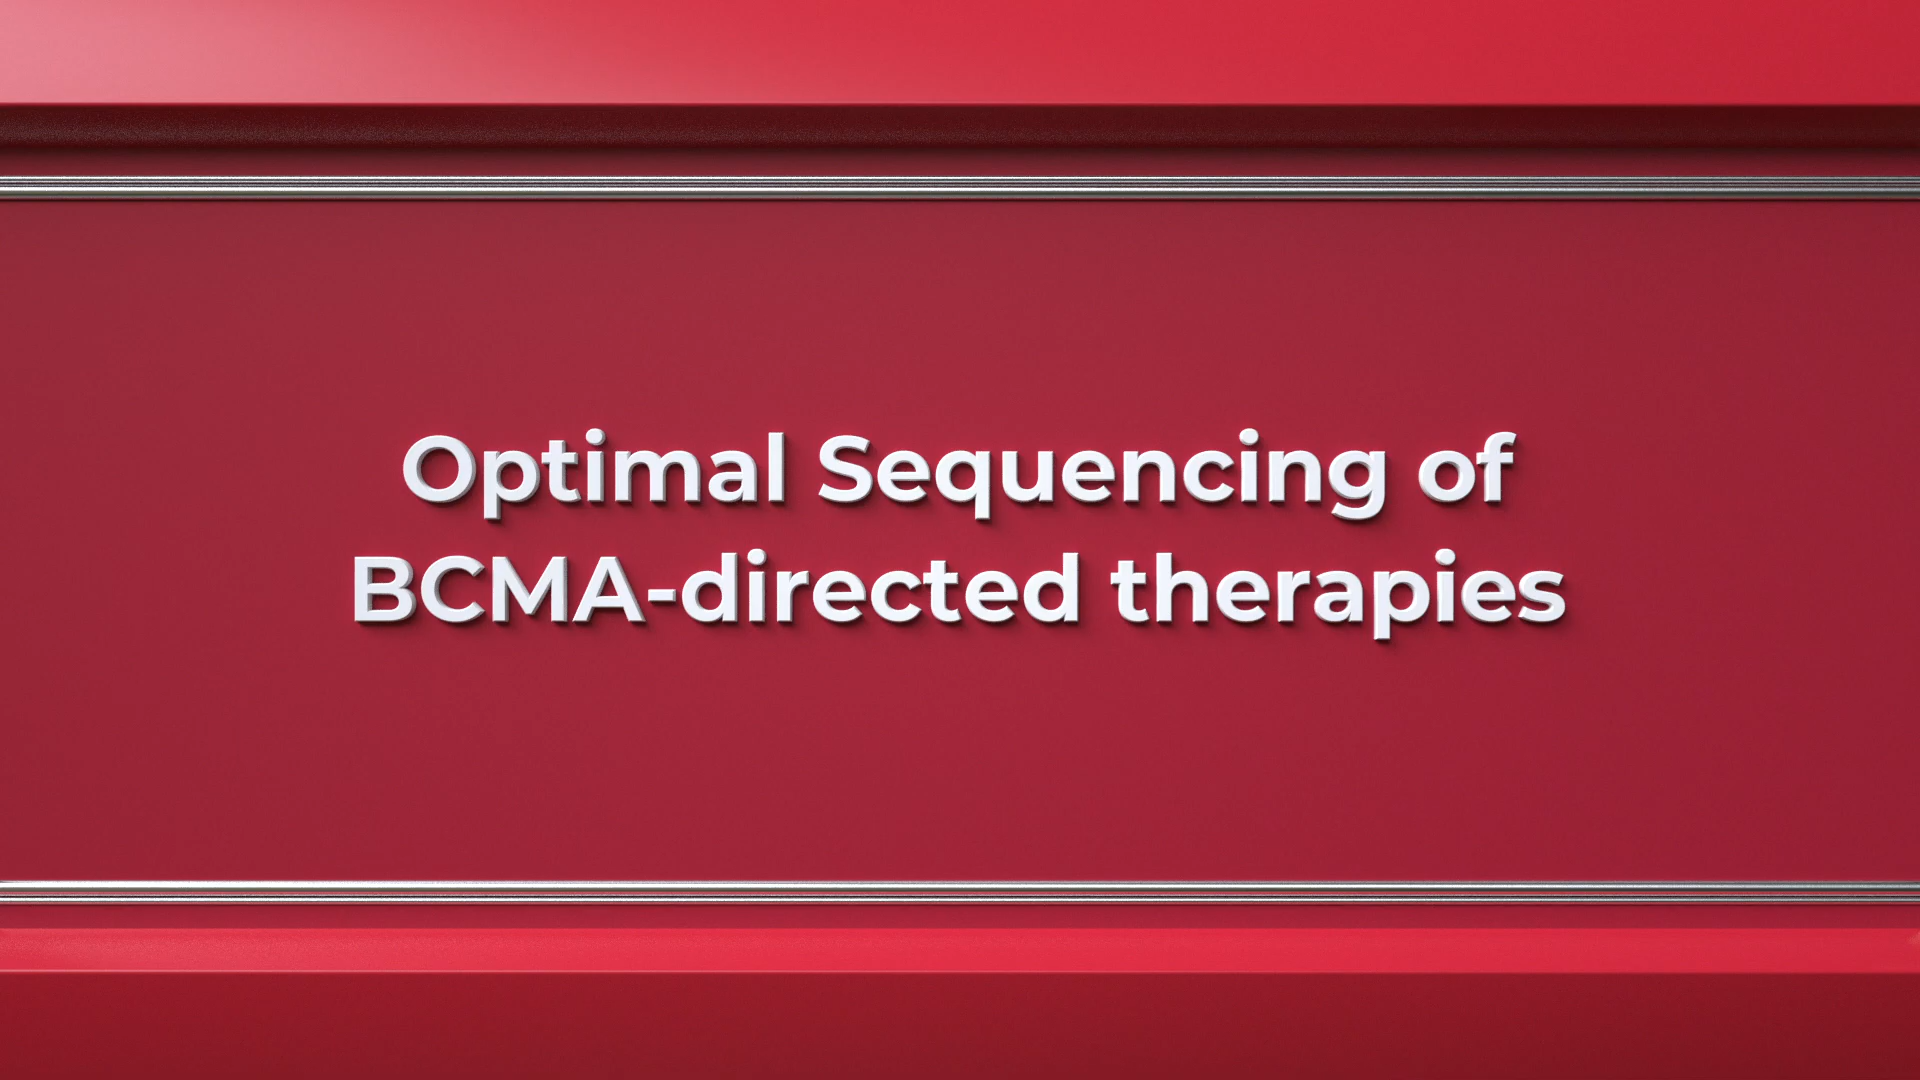 Optimal Sequencing of
BCMA-directed therapies